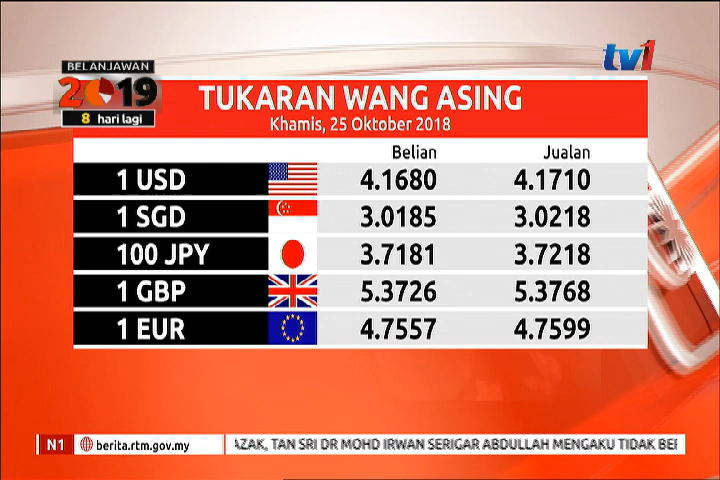 BELANJAWAN
2019
8 hari lagi
tv1
TUKARAN WANG ASING
Khamis, 25 Oktober 2018
Belian Jualan
1 USD 4.1680 4.1710
1 SGD 3.0185 3.0218
100 JPY 3.7181 3.7218
1 GBP 5.3726 5.3768
1 EUR 4.7557 4.7599
N1 berita.rtm.gov.my AZAK, TAN SRI DR MOHD IRWAN SERIGAR ABDULLAH MENGAKU TIDAK BER